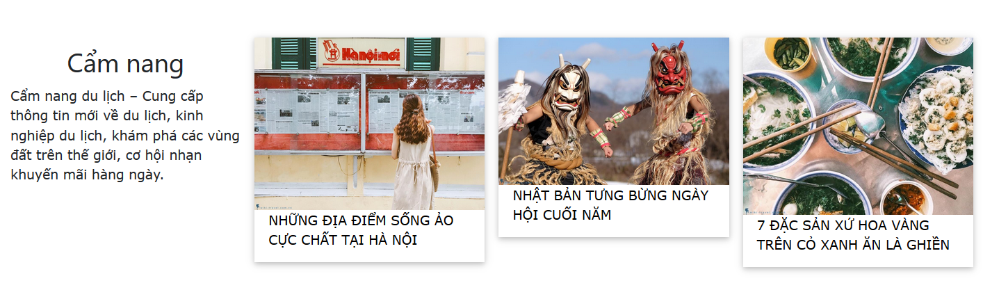 Cẩm nang
Cẩm nang du lịch – Cung cấp
thông tin mới về du lịch, kinh
nghiệp du lịch, khám phá các vùng
đất trên thế giới, cơ hội nhạn
khuyến mãi hàng ngày.
Hànộimới
NHỮNG ĐỊA ĐIỂM SỐNG ẢO
CỰC CHẤT TẠI HÀ NỘI
NHẬT BẢN TƯNG BỪNG NGÀY
HỘI CUỐI NĂM
7 ĐẶC SẢN XỨ HOA VÀNG
TRÊN CỎ XANH ĂN LÀ GHIỀN